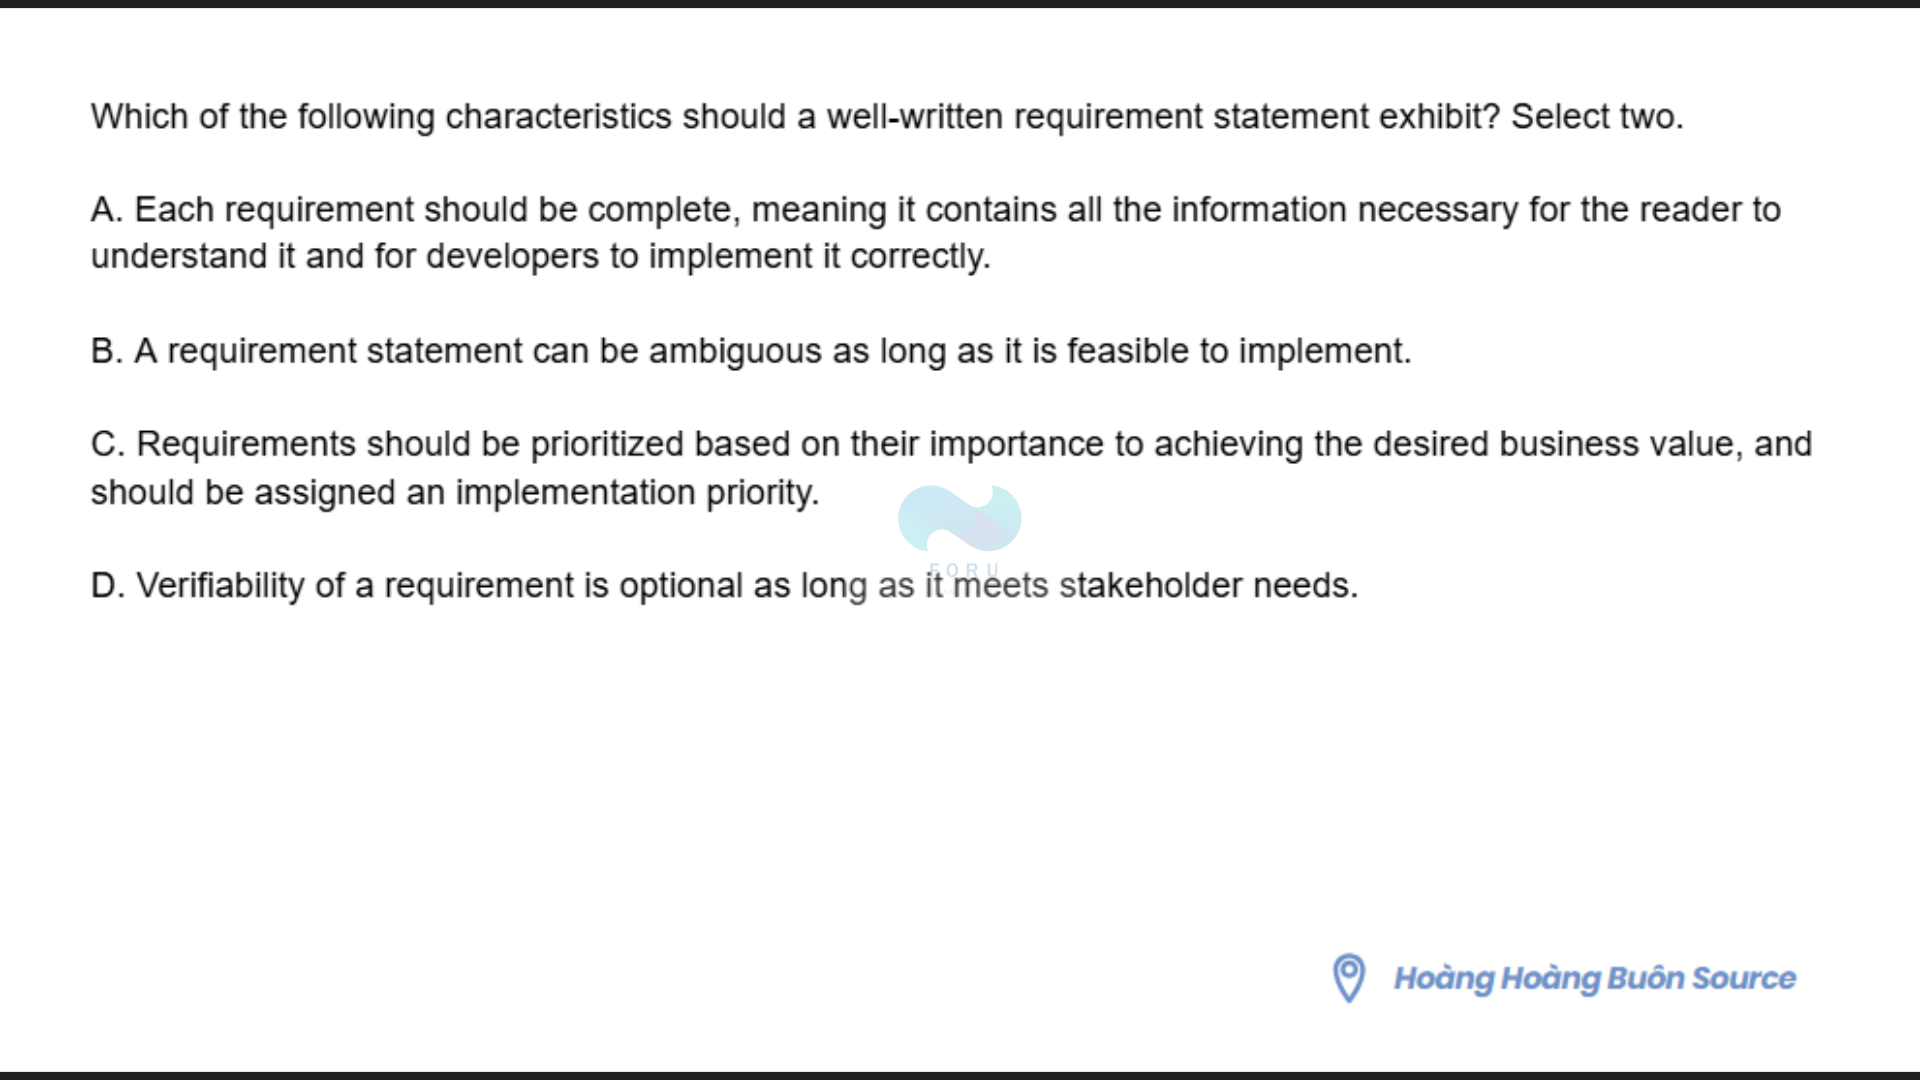 Which of the following characteristics should a well-written requirement statement exhibit? Select two.
A. Each requirement should be complete, meaning it contains all the information necessary for the reader to
understand it and for developers to implement it correctly.
B. A requirement statement can be ambiguous as long as it is feasible to implement.
C. Requirements should be prioritized based on their importance to achieving the desired business value, and
should be assigned an implementation priority.
FORU
D. Verifiability of a requirement is optional as long as it meets stakeholder needs.
Hoàng Hoàng Buôn Source